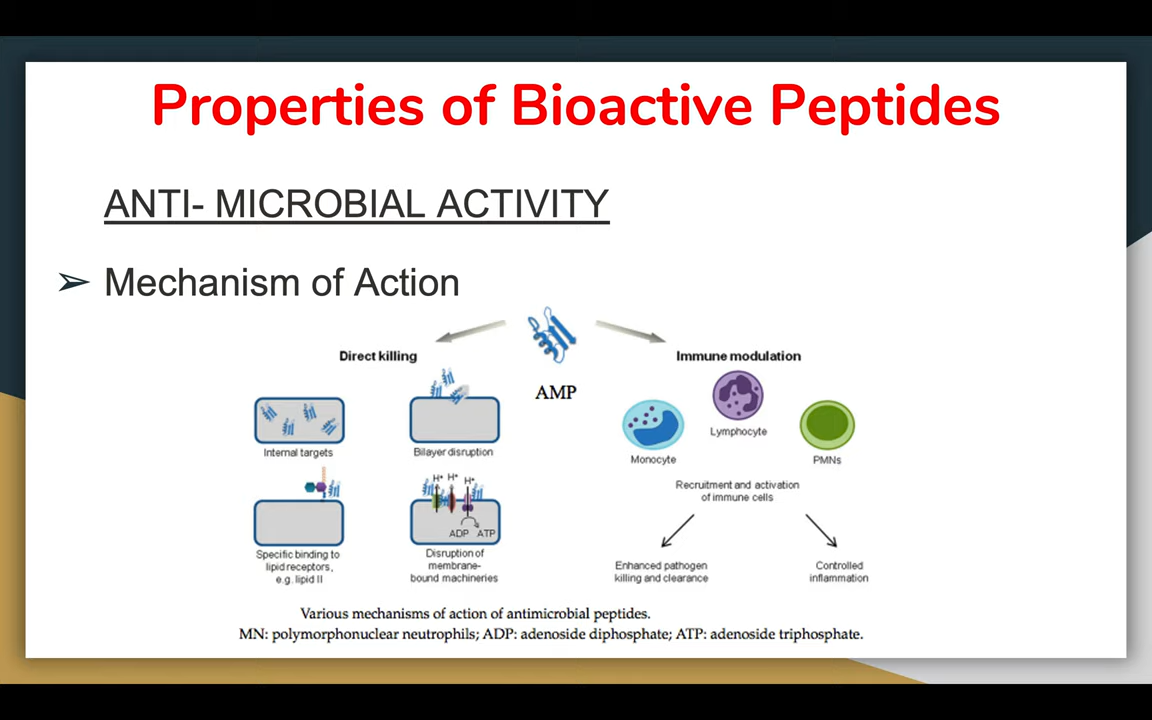 Properties of Bioactive Peptides
ANTI- MICROBIAL ACTIVITY
➢ Mechanism of Action
Direct killing
AMP
Immune modulation
Internal targets
Bilayer disruption
Monocyte
Lymphocyte
PMNs
H+ H+ H+
ADP ATP
Specific binding to
lipid receptors,
e.g. lipid II
Disruption of
membrane-
bound machineries
Recruitment and activation
of immune cells
Enhanced pathogen
killing and clearance
Controlled
inflammation
Various mechanisms of action of antimicrobial peptides.
MN: polymorphonuclear neutrophils; ADP: adenoside diphosphate; ATP: adenoside triphosphate.